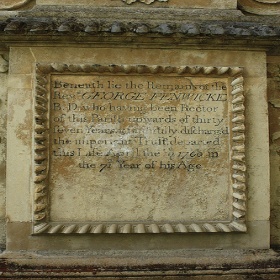 Beneath lie the Remains of the
Revd GEORGE FENWICKE
B.D. who having been Rector
of this Parish upwards of thirty
seven Years & faithfully discharged
the important Trust departed
this Life April the 10 1760 in
the 71 Year of his Age